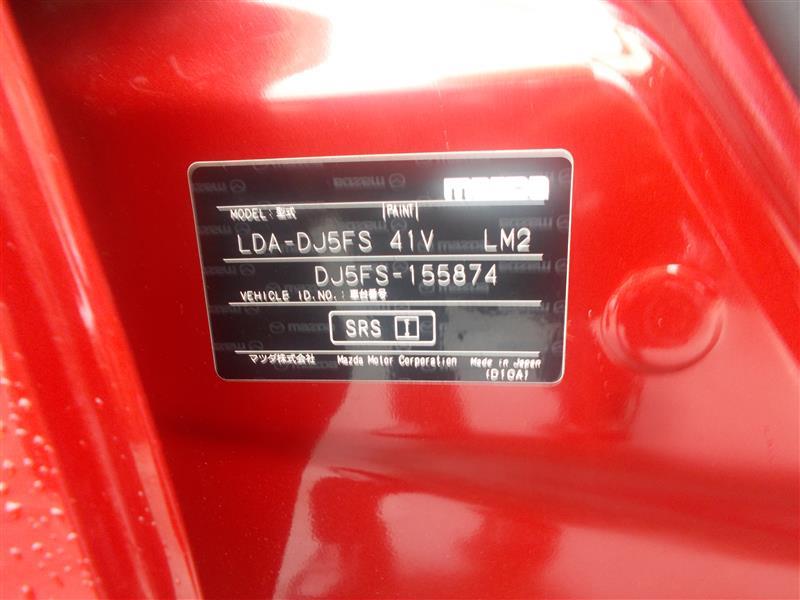 mazda
MODEL:型式 PAINT
LDA-DJ5FS 41V LM2
DJ5FS-155874
VEHICLE ID.NO.:車台番号
SRS I
マツダ株式会社 Mazda Motor Corporation Made in Japan
(D10A)